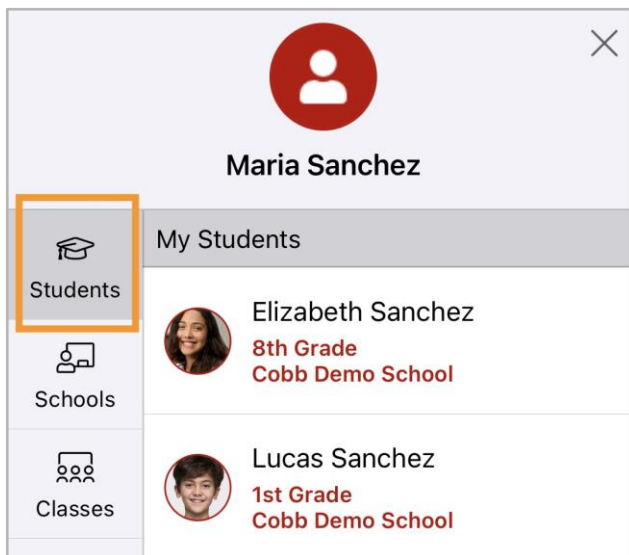 Maria Sanchez
Students
My Students
Elizabeth Sanchez
8th Grade
Cobb Demo School
Schools
Lucas Sanchez
1st Grade
Cobb Demo School
Classes